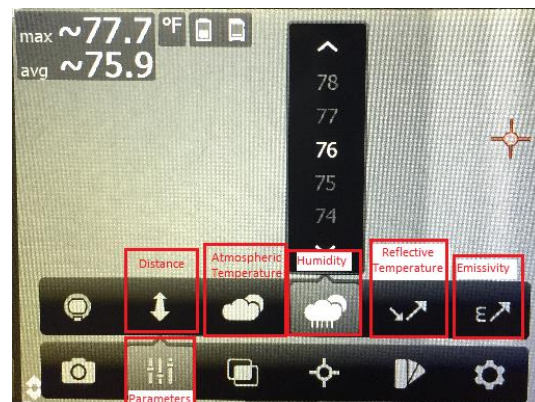 max ~77.7 °F
avg ~75.9
78
77
76
75
74
Distance
Atmospheric
Temperature
Humidity
Reflective
Temperature
Emissivity
ε
Parameters